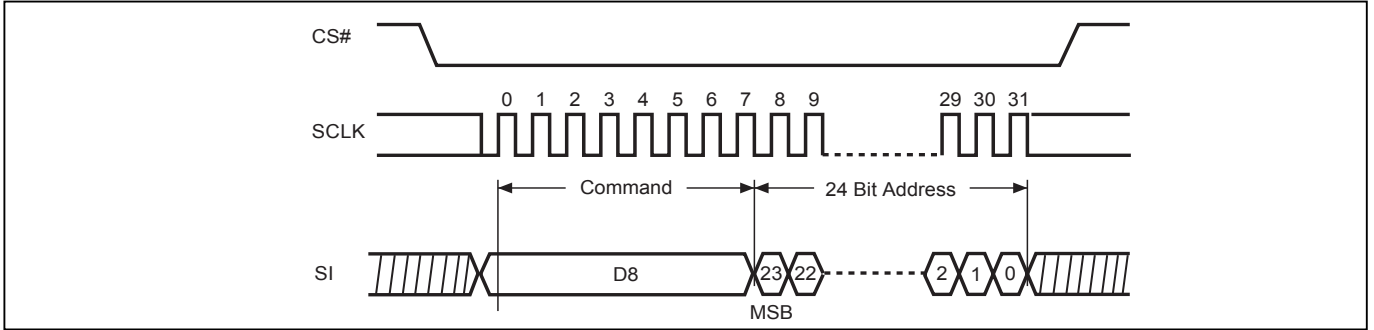 CS#
0 1 2 3 4 5 6 7 8 9 29 30 31
SCLK
Command 24 Bit Address
SI D8 23 22 2 1 0
MSB